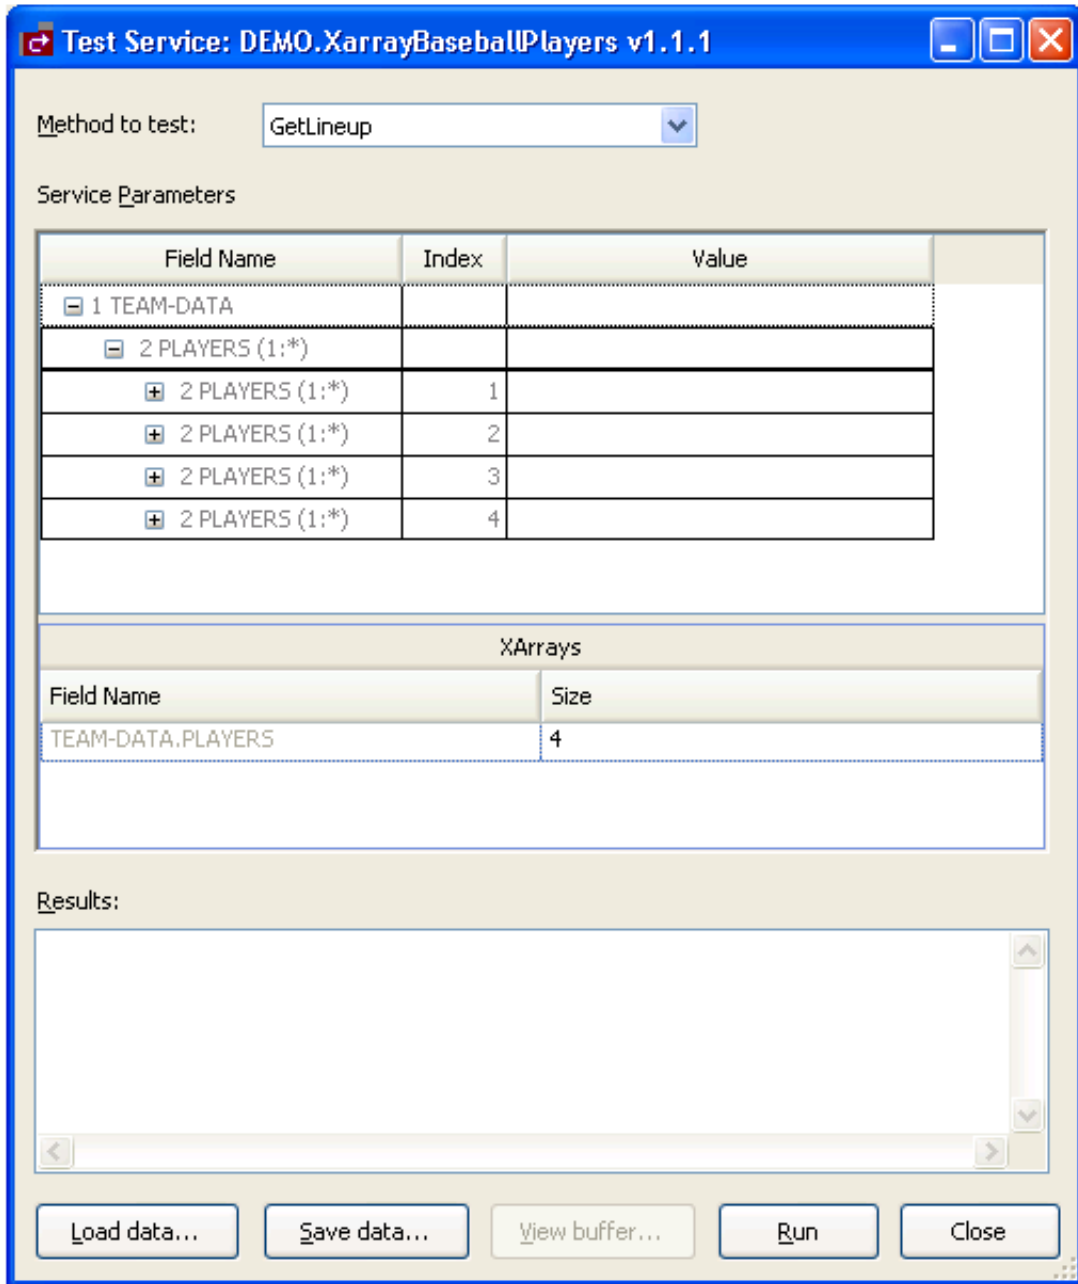 Test Service: DEMO.XarrayBaseballPlayers v1.1.1
Method to test: GetLineup
Service Parameters
Field Name Index Value
1 TEAM-DATA
2 PLAYERS (1:*)
2 PLAYERS (1:*) 1
2 PLAYERS (1:*) 2
2 PLAYERS (1:*) 3
2 PLAYERS (1:*) 4
XArrays
Field Name Size
TEAM-DATA.PLAYERS 4
Results:
Load data... Save data... View buffer... Run Close